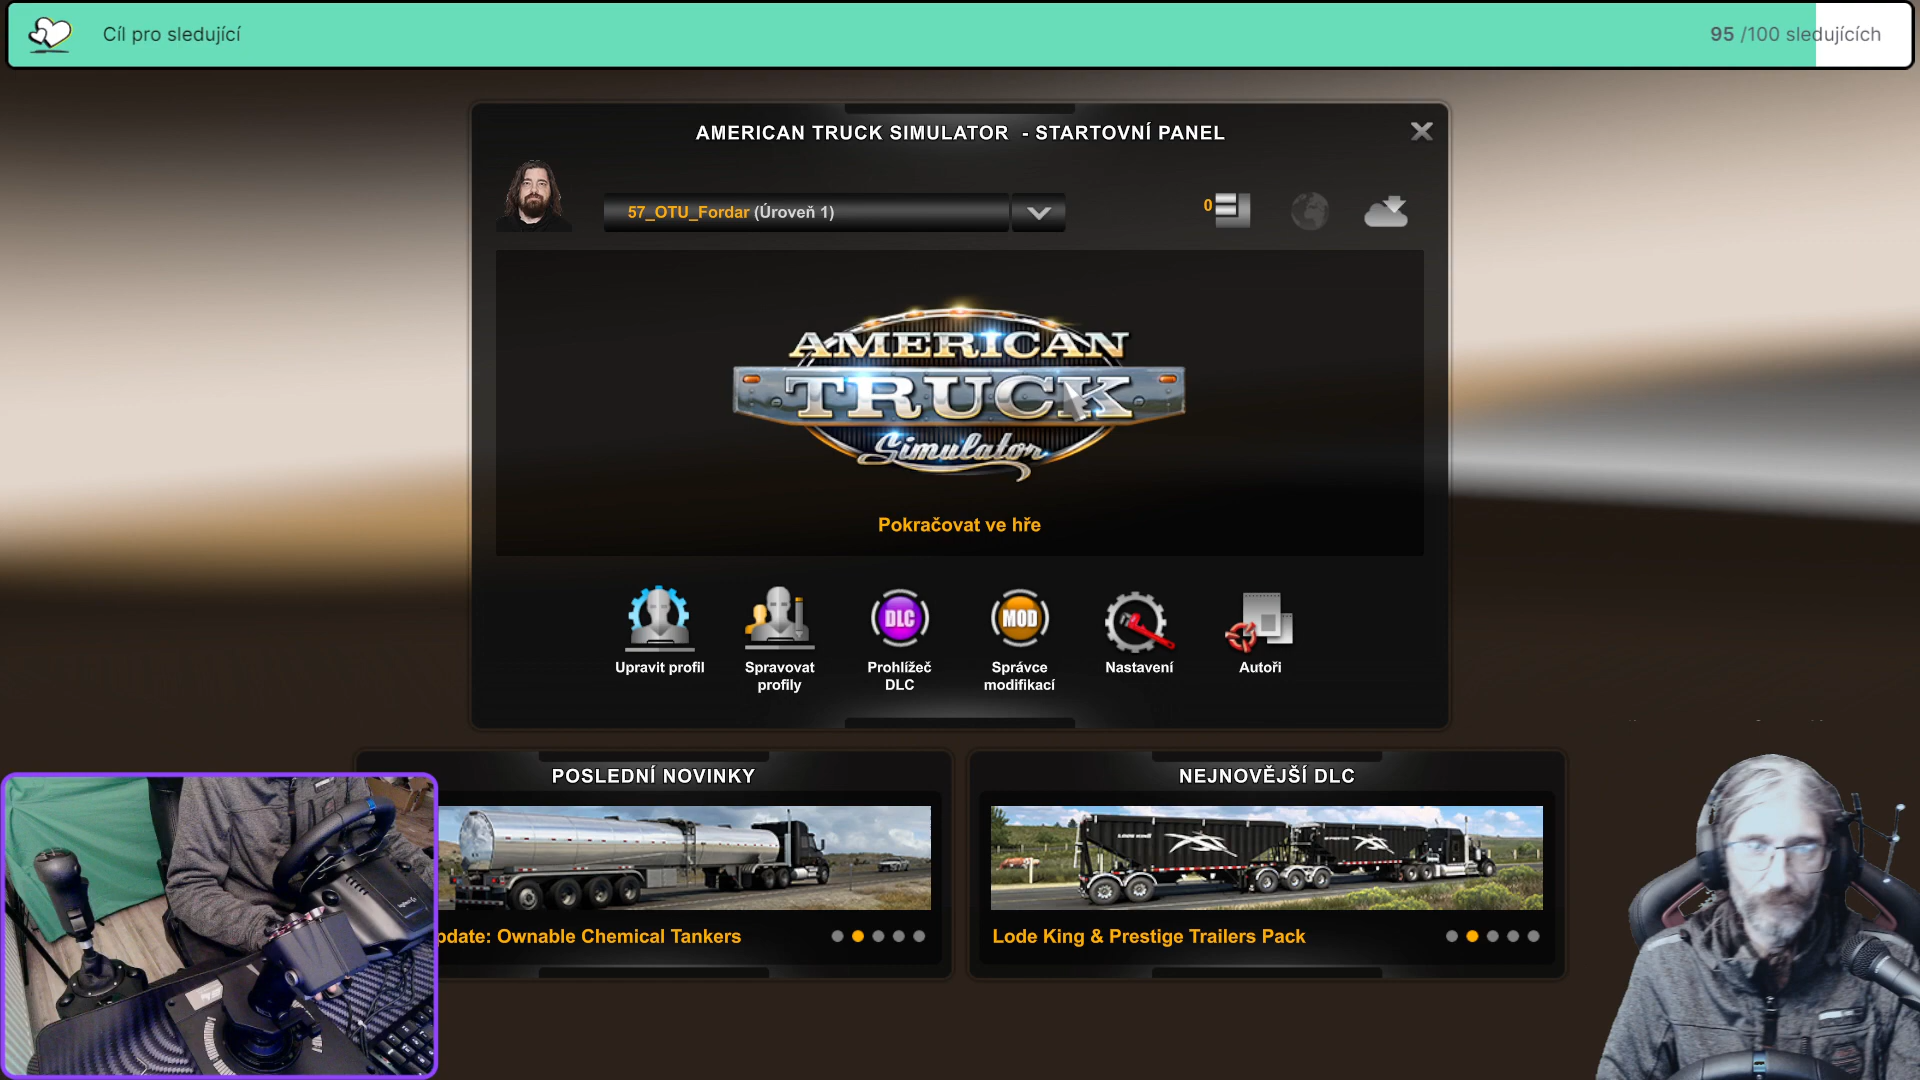 Cíl pro sledující
95 /100 sledujících
AMERICAN TRUCK SIMULATOR - STARTOVNÍ PANEL
57_OTU_Fordar (Úroveň 1)
0
AMERICAN
TRUCK
Simulator
Pokračovat ve hře
DLC
MOD
Upravit profil
Spravovat
profily
Prohlížeč
DLC
Správce
modifikací
Nastavení
Autoři
POSLEDNÍ NOVINKY
pdate: Ownable Chemical Tankers
NEJNOVĚJŠÍ DLC
Lode King & Prestige Trailers Pack